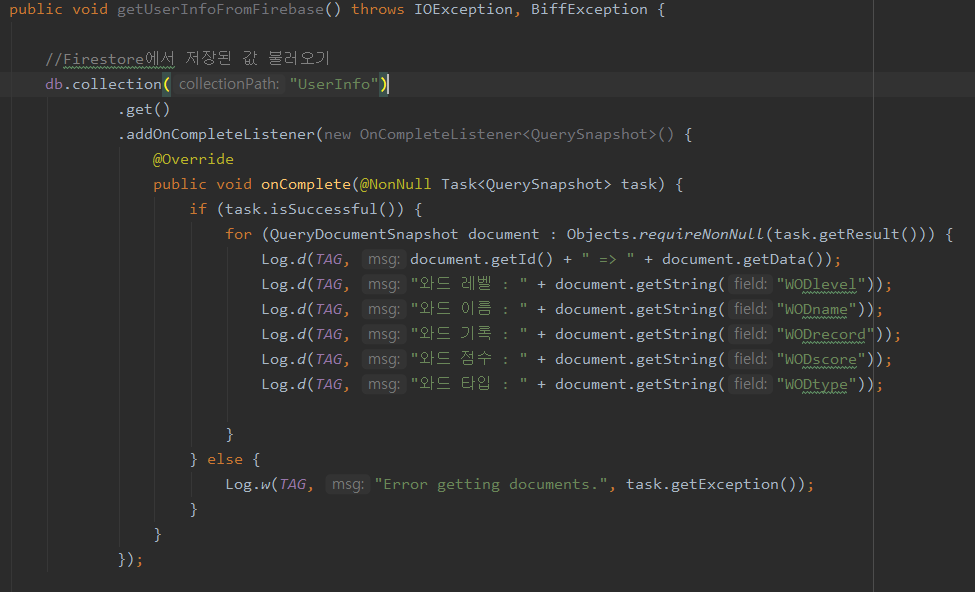 public void getUserInfoFromFirebase() throws IOException, BiffException {
//Firestore에서 저장된 값 불러오기
db.collection( collectionPath: "UserInfo")
.get()
.addOnCompleteListener(new OnCompleteListener<QuerySnapshot>() {
@Override
public void onComplete(@NonNull Task<QuerySnapshot> task) {
if (task.isSuccessful()) {
for (QueryDocumentSnapshot document : Objects.requireNonNull(task.getResult())) {
Log.d(TAG, msg: document.getId() + " => " + document.getData());
Log.d(TAG, msg: "와드 레벨 : " + document.getString( field: "WODlevel"));
Log.d(TAG, msg: "와드 이름 : " + document.getString( field: "WODname"));
Log.d(TAG, msg: "와드 기록 : " + document.getString( field: "WODrecord"));
Log.d(TAG, msg: "와드 점수 : " + document.getString( field: "WODscore"));
Log.d(TAG, msg: "와드 타입 : " + document.getString( field: "WODtype"));
}
} else {
Log.w(TAG, msg: "Error getting documents.", task.getException());
}
}
});